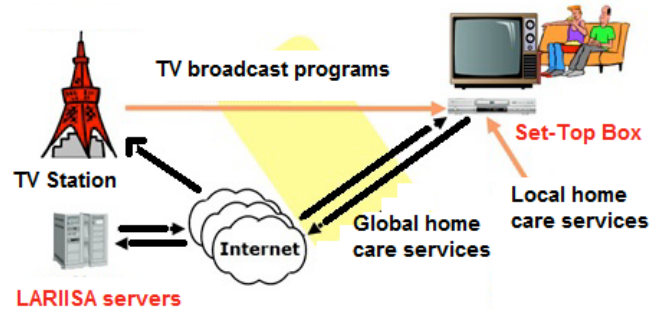 TV broadcast programs
Set-Top Box
TV Station
Local home
care services
Global home
care services
Internet
LARIISA servers